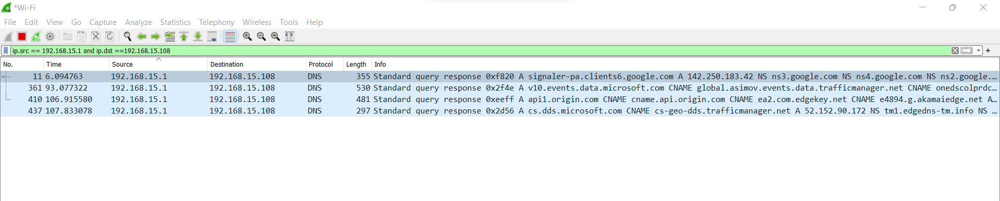 *Wi-Fi
File Edit View Go Capture Analyze Statistics Telephony Wireless Tools Help
ip.src == 192.168.15.1 and ip.dst ==192.168.15.108
No. Time Source Destination Protocol Length Info
11 6.094763 192.168.15.1 192.168.15.108 DNS 355 Standard query response 0xf820 A signaler-pa.clients6.google.com A 142.250.183.42 NS ns3.google.com NS ns4.google.com NS ns2.google.…
361 93.077322 192.168.15.1 192.168.15.108 DNS 530 Standard query response 0x2f4e A v10.events.data.microsoft.com CNAME global.asimov.events.data.trafficmanager.net CNAME onedscolprdc…
410 106.915580 192.168.15.1 192.168.15.108 DNS 481 Standard query response 0xeeff A api1.origin.com CNAME cname.api.origin.com CNAME ea2.com.edgekey.net CNAME e4894.g.akamaiedge.net A…
437 107.833078 192.168.15.1 192.168.15.108 DNS 297 Standard query response 0x2d56 A cs.dds.microsoft.com CNAME cs-geo-dds.trafficmanager.net A 52.152.90.172 NS tm1.edgedns-tm.info NS …